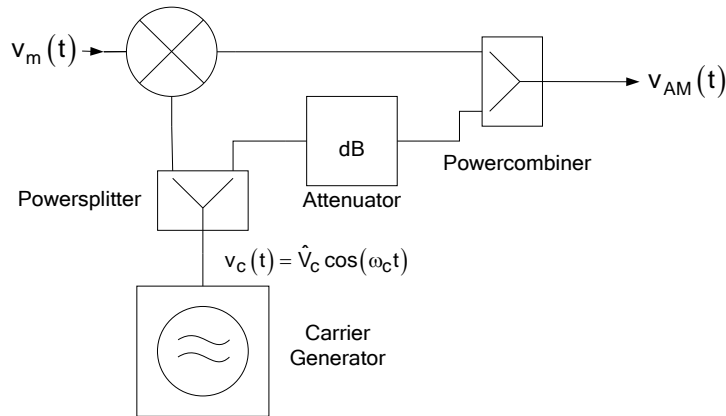 v_m(t)
v_AM(t)
dB
Powercombiner
Powersplitter
Attenuator
v_c(t) = V̂_c cos(ω_c t)
Carrier
Generator